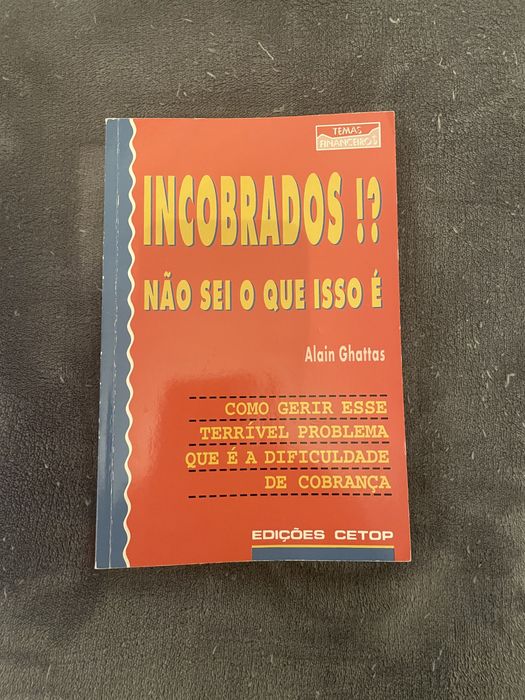 TEMAS
FINANCEIROS
INCOBRADOS !?
NÃO SEI O QUE ISSO É
Alain Ghattas
COMO GERIR ESSE
TERRÍVEL PROBLEMA
QUE É A DIFICULDADE
DE COBRANÇA
EDIÇÕES CETOP